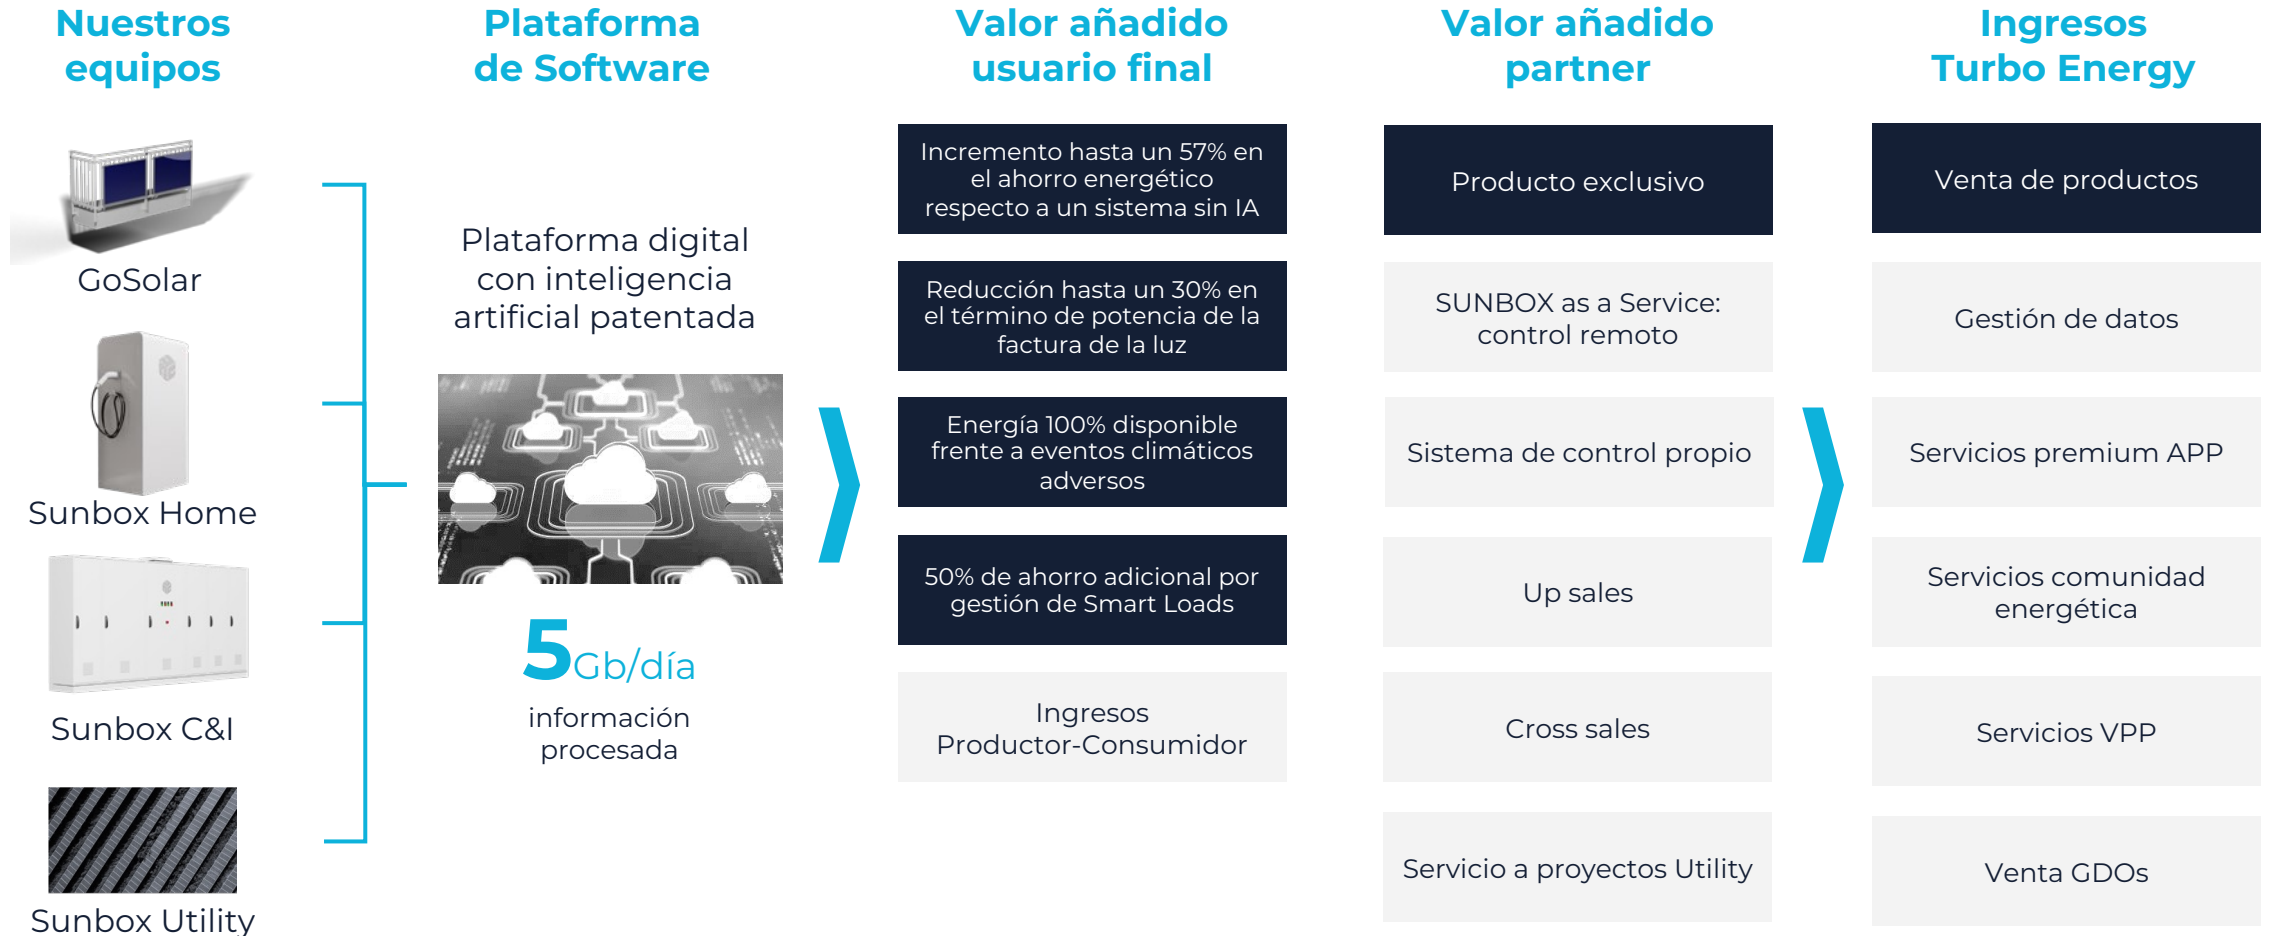 Nuestros
equipos
GoSolar
Sunbox Home
Sunbox C&I
Sunbox Utility
Plataforma
de Software
Plataforma digital
con inteligencia
artificial patentada
5Gb/día
información
procesada
Valor añadido
usuario final
Incremento hasta un 57% en
el ahorro energético
respecto a un sistema sin IA
Reducción hasta un 30% en
el término de potencia de la
factura de la luz
Energía 100% disponible
frente a eventos climáticos
adversos
50% de ahorro adicional por
gestión de Smart Loads
Ingresos
Productor-Consumidor
Valor añadido
partner
Producto exclusivo
SUNBOX as a Service:
control remoto
Sistema de control propio
Up sales
Cross sales
Servicio a proyectos Utility
Ingresos
Turbo Energy
Venta de productos
Gestión de datos
Servicios premium APP
Servicios comunidad
energética
Servicios VPP
Venta GDOs